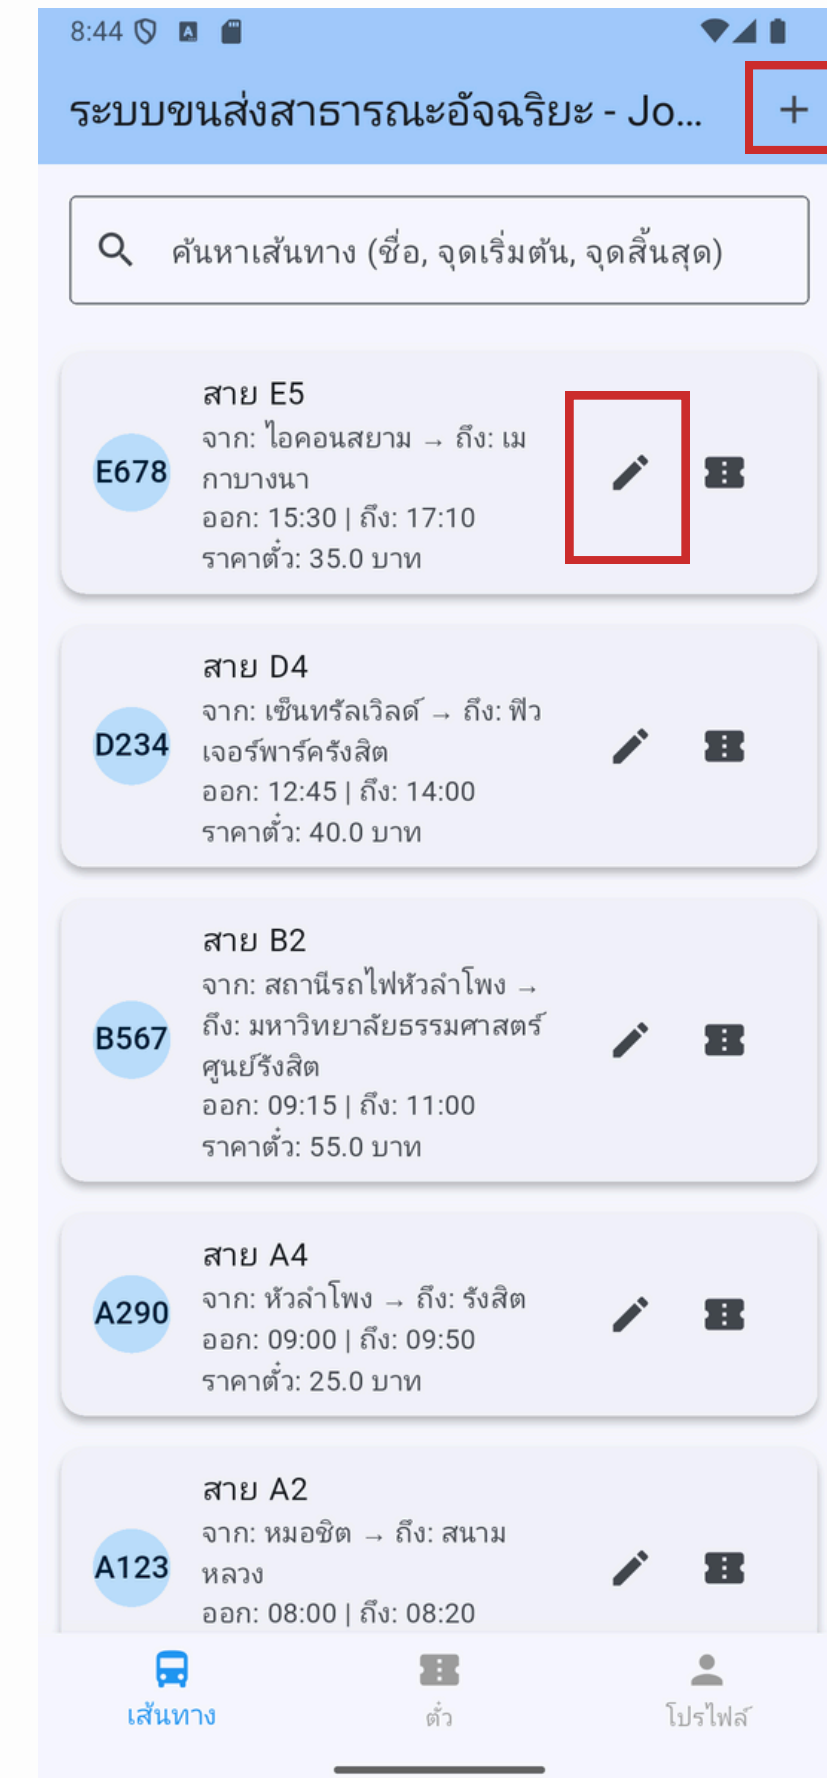 8:44
ระบบขนส่งสาธารณะอัจฉริยะ - Jo...
ค้นหาเส้นทาง (ชื่อ, จุดเริ่มต้น, จุดสิ้นสุด)
สาย E5
จาก: ไอคอนสยาม → ถึง: เม
E678
กาบางนา
ออก: 15:30 | ถึง: 17:10
ราคาตั๋ว: 35.0 บาท
สาย D4
จาก: เซ็นทรัลเวิลด์ → ถึง: ฟิว
D234
เจอร์พาร์ครังสิต
ออก: 12:45 | ถึง: 14:00
ราคาตั๋ว: 40.0 บาท
สาย B2
จาก: สถานีรถไฟหัวลำโพง →
B567
ถึง: มหาวิทยาลัยธรรมศาสตร์
ศูนย์รังสิต
ออก: 09:15 | ถึง: 11:00
ราคาตั๋ว: 55.0 บาท
สาย A4
จาก: หัวลำโพง → ถึง: รังสิต
A290
ออก: 09:00 | ถึง: 09:50
ราคาตั๋ว: 25.0 บาท
สาย A2
จาก: หมอชิต → ถึง: สนาม
A123
หลวง
ออก: 08:00 | ถึง: 08:20
เส้นทาง
ตั๋ว
โปรไฟล์